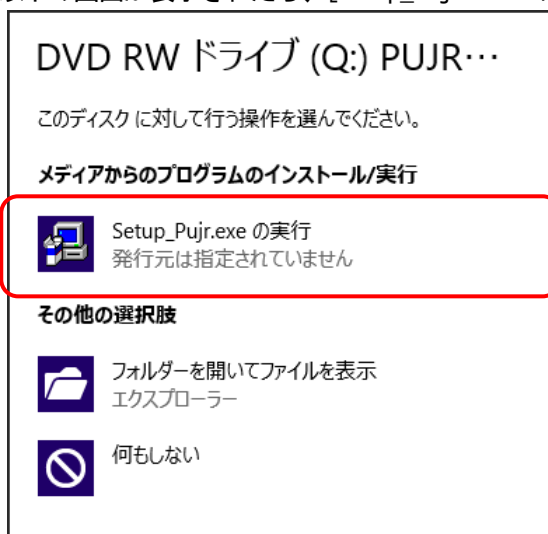 DVD RW ドライブ (Q:) PUJR…
このディスク に対して行う操作を選んでください。
メディアからのプログラムのインストール/実行
Setup_Pujr.exe の実行
発行元は指定されていません
その他の選択肢
フォルダーを開いてファイルを表示
エクスプローラー
何もしない